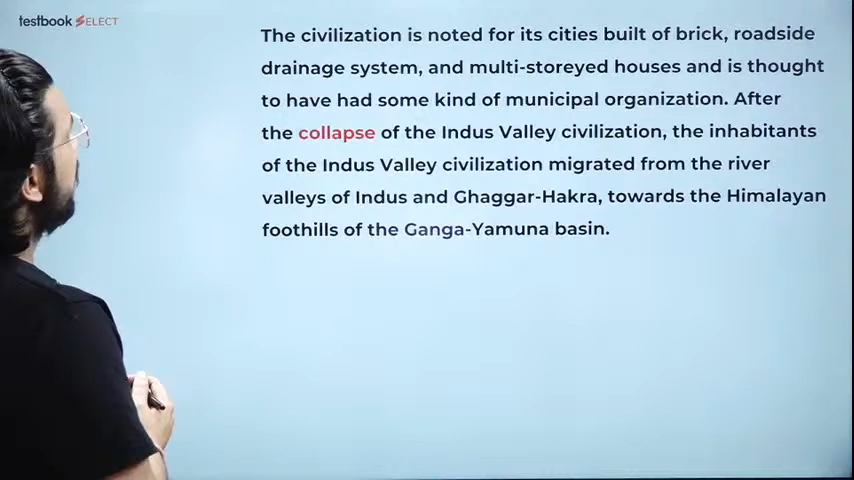 testbook SELECT
The civilization is noted for its cities built of brick, roadside
drainage system, and multi-storeyed houses and is thought
to have had some kind of municipal organization. After
the collapse of the Indus Valley civilization, the inhabitants
of the Indus Valley civilization migrated from the river
valleys of Indus and Ghaggar-Hakra, towards the Himalayan
foothills of the Ganga-Yamuna basin.